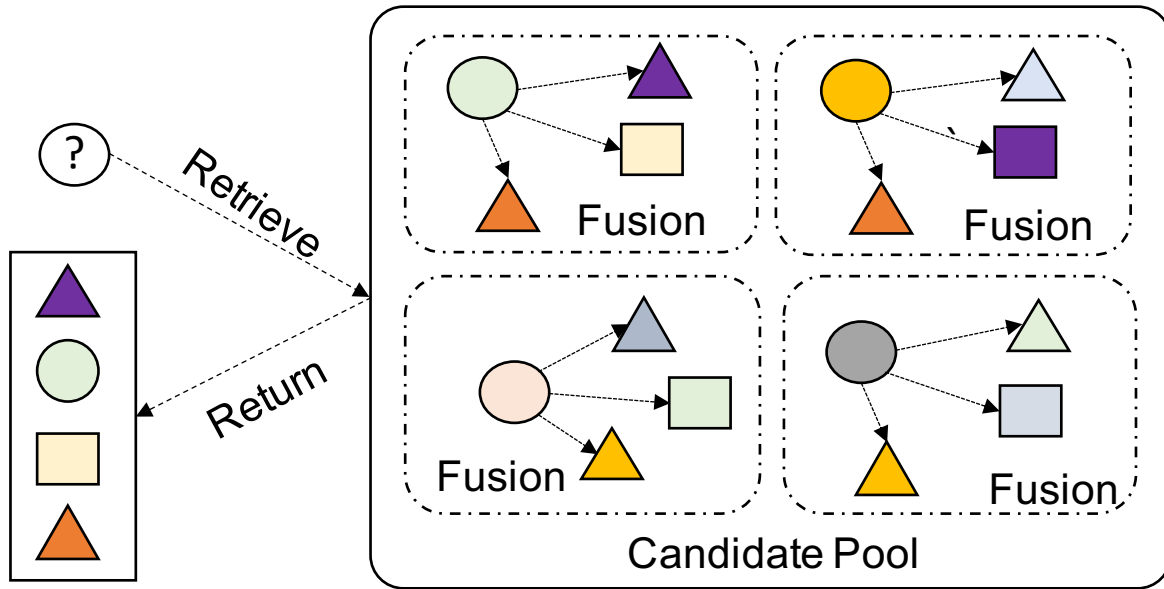 ?
Retrieve
Return
Fusion
Fusion
Fusion
Fusion
Candidate Pool